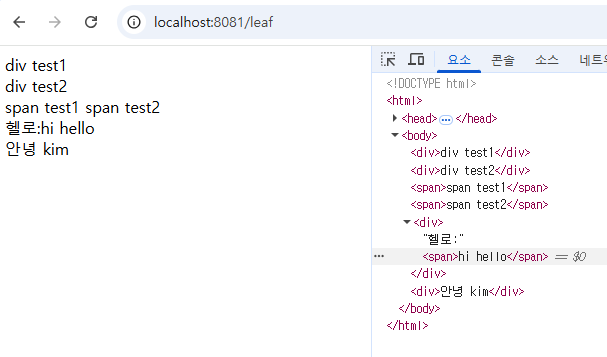 localhost:8081/leaf
div test1
div test2
span test1 span test2
헬로:hi hello
안녕 kim
요소 콘솔 소스 네트워
<!DOCTYPE html>
<html>
<head> ⋯ </head>
<body>
<div>div test1</div>
<div>div test2</div>
<span>span test1</span>
<span>span test2</span>
<div>
"헬로:"
⋯ <span>hi hello</span> == $0
</div>
<div>안녕 kim</div>
</body>
</html>